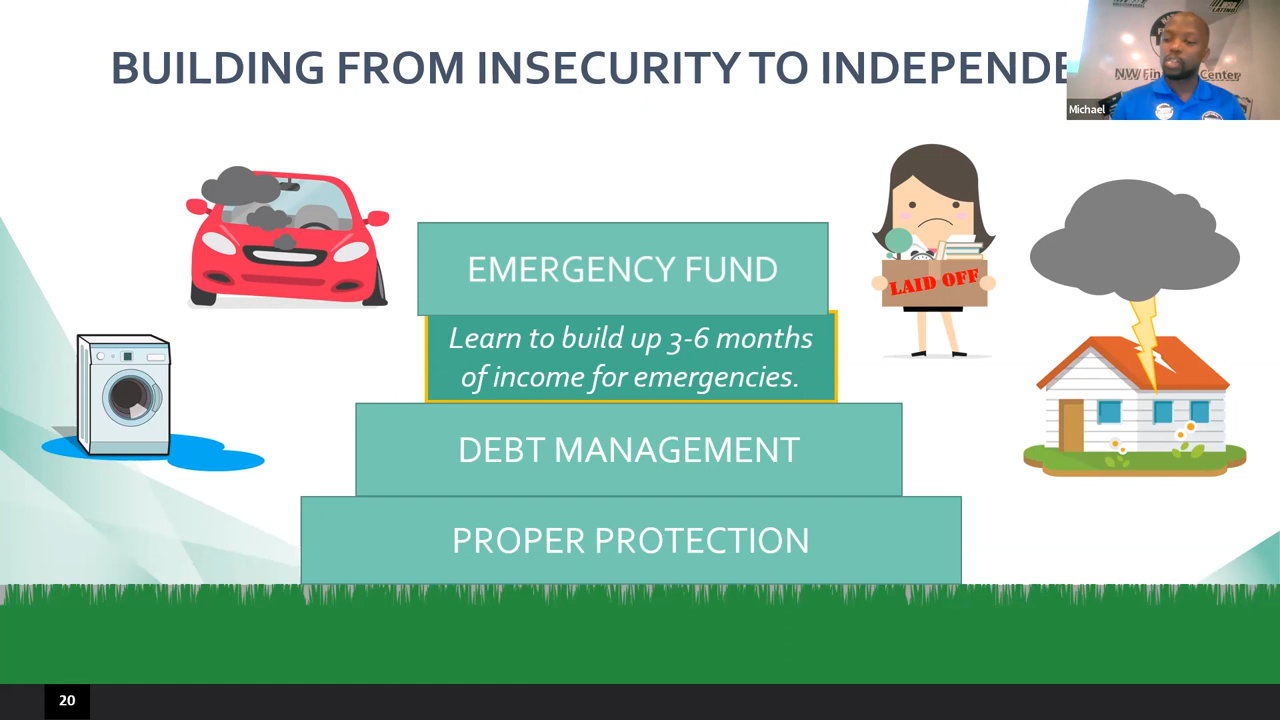 BUILDING FROM INSECURITY TO INDEPENDE
NW Financial Center
Michael
EMERGENCY FUND
LAID OFF
Learn to build up 3-6 months
of income for emergencies.
DEBT MANAGEMENT
PROPER PROTECTION
20